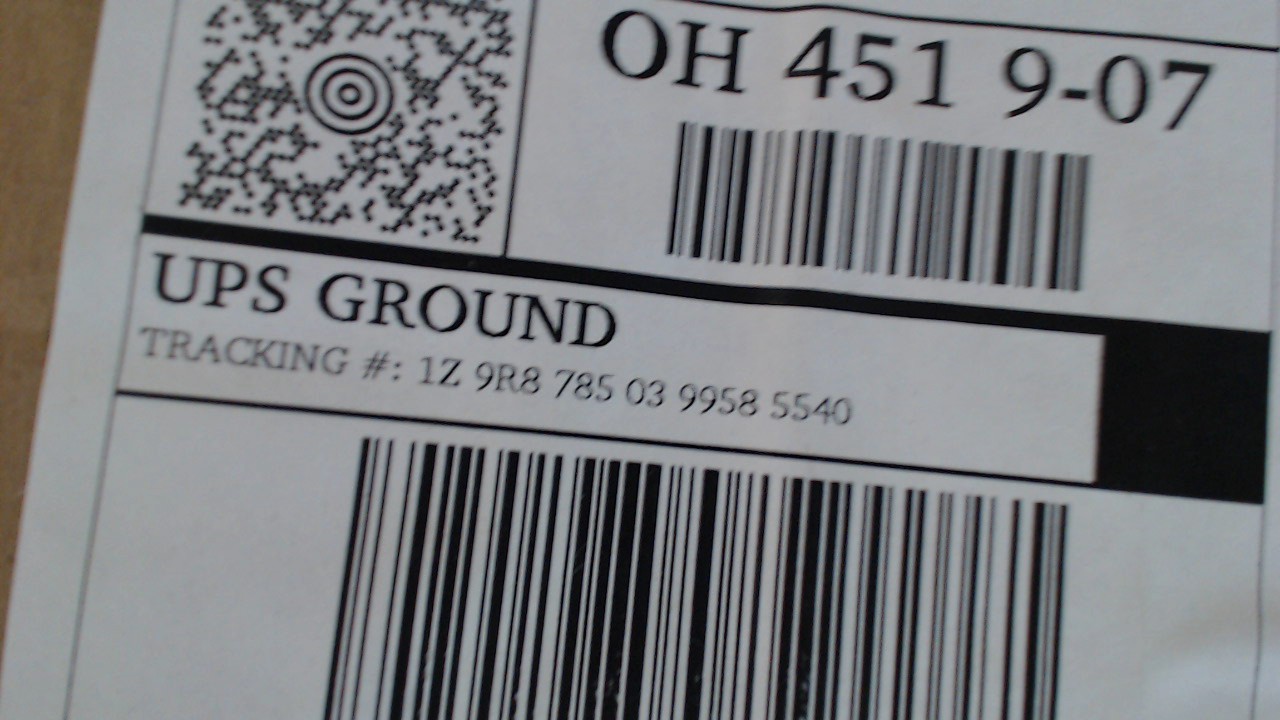 OH 451 9-07
UPS GROUND
TRACKING #: 1Z 9R8 785 03 9958 5540